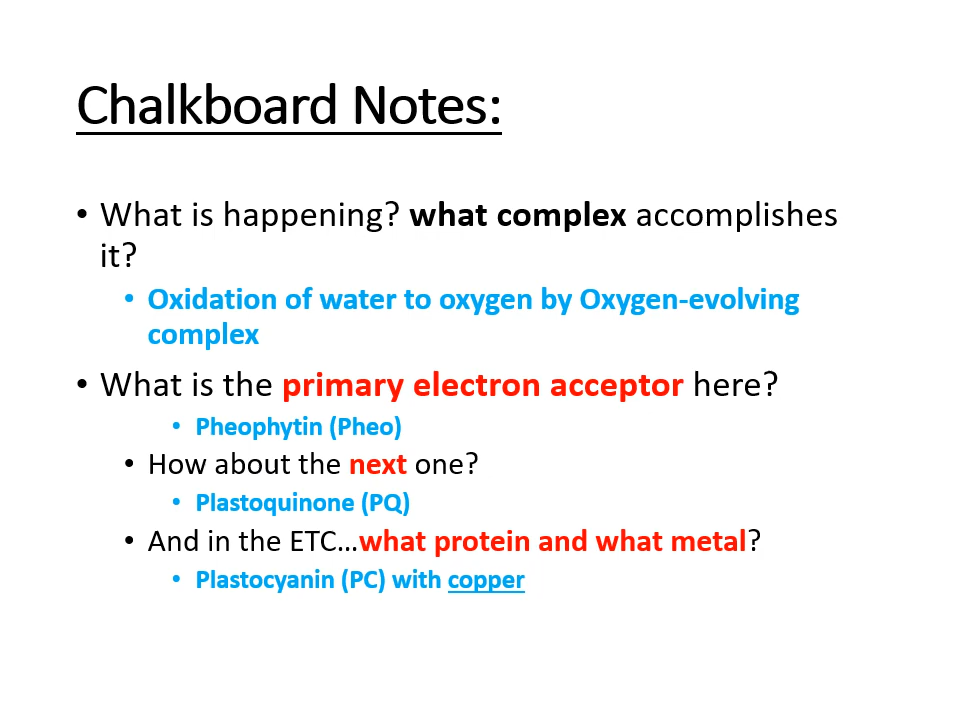 Chalkboard Notes:
• What is happening? what complex accomplishes
it?
• Oxidation of water to oxygen by Oxygen-evolving
complex
• What is the primary electron acceptor here?
• Pheophytin (Pheo)
• How about the next one?
• Plastoquinone (PQ)
• And in the ETC...what protein and what metal?
• Plastocyanin (PC) with copper